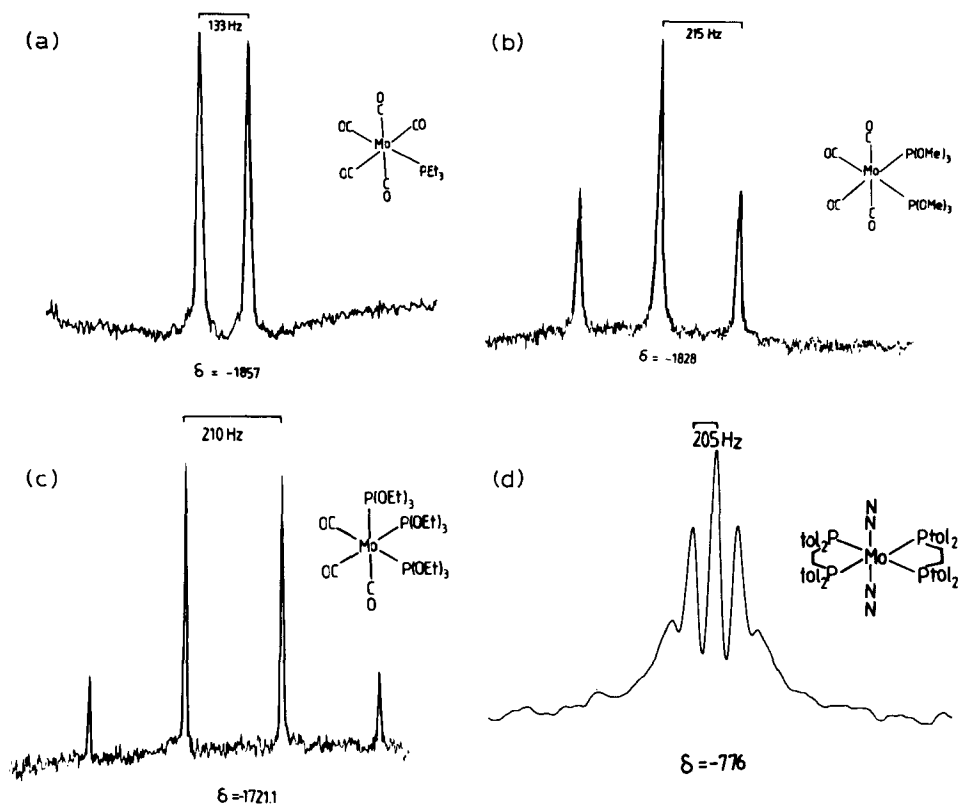 (a)
133 Hz
O
C
OC
CO
Mo
OC
PEt₃
C
O
δ = -1857
(b)
215 Hz
O
C
OC
P(OMe)₃
Mo
OC
P(OMe)₃
C
O
δ = -1828
(c)
210 Hz
P(OEt)₃
OC
P(OEt)₃
Mo
OC
P(OEt)₃
C
O
δ=-1721.1
(d)
205 Hz
N
N
tol₂P
Ptol₂
Mo
tol₂P
Ptol₂
N
N
δ=-776